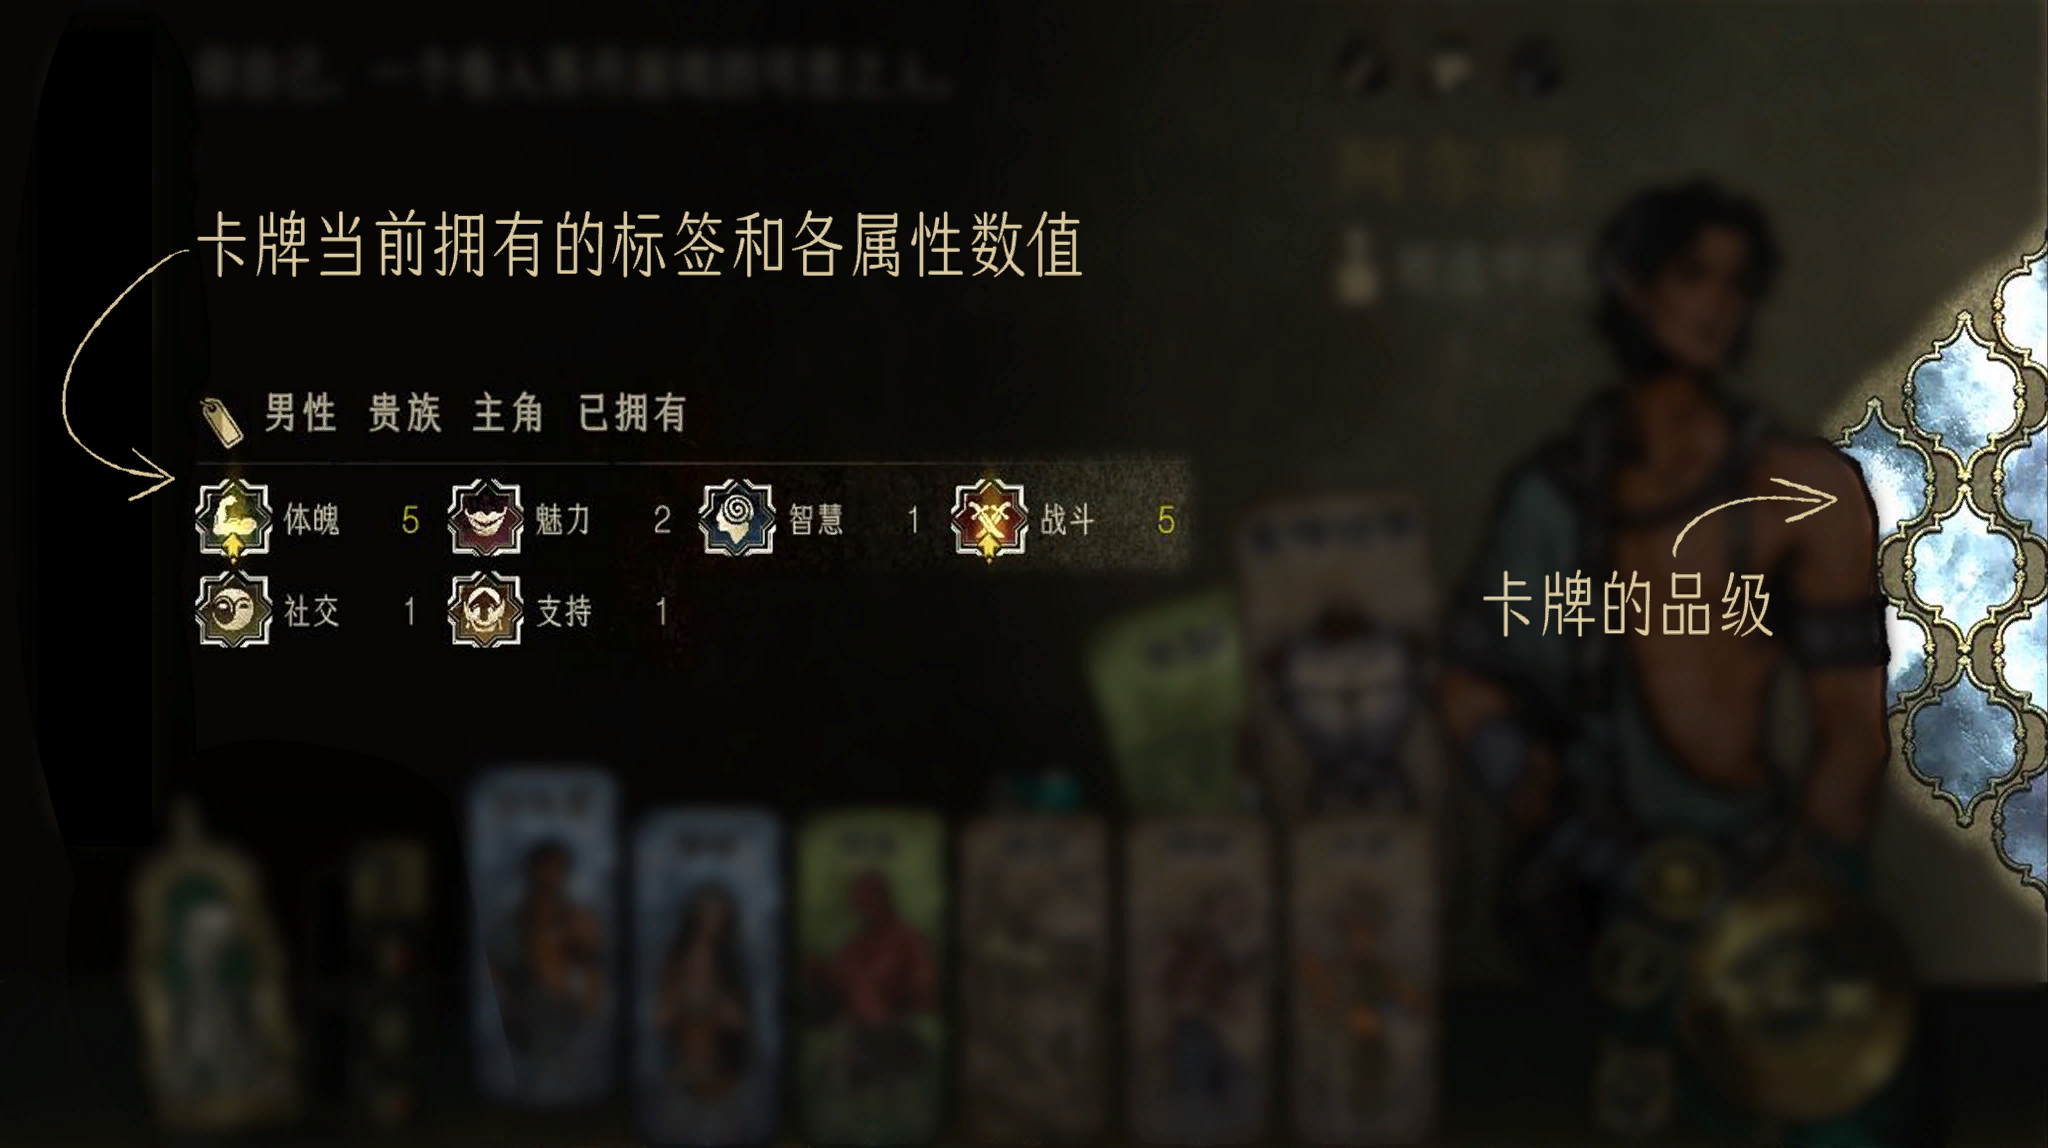 卡牌当前拥有的标签和各属性数值
男性 贵族 主角 已拥有
体魄 5 魅力 2 智慧 1 战斗 5
社交 1 支持 1
卡牌的品级